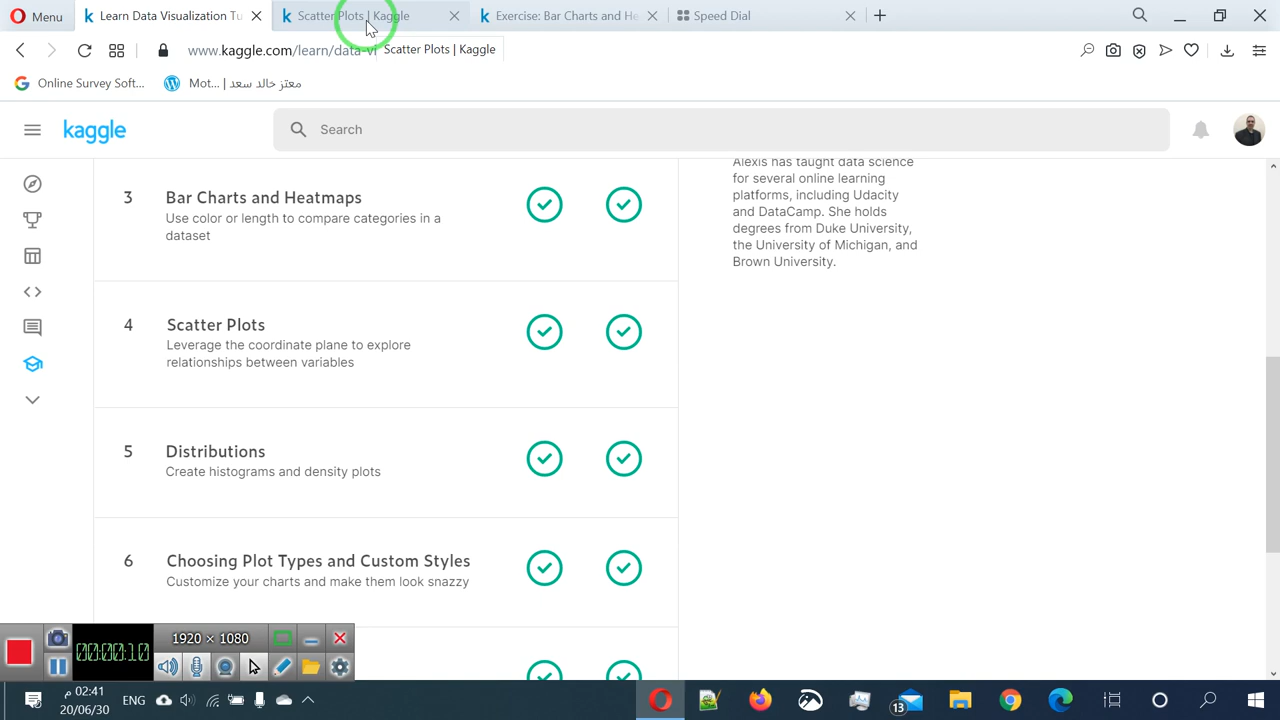 Menu
Learn Data Visualization Tu
Scatter Plots | Kaggle
Exercise: Bar Charts and He
Speed Dial
www.kaggle.com/learn/data-vi
Scatter Plots | Kaggle
Online Survey Soft...
Mot... | معتز خالد سعد
kaggle
Search
3
Bar Charts and Heatmaps
Use color or length to compare categories in a
dataset
4
Scatter Plots
Leverage the coordinate plane to explore
relationships between variables
5
Distributions
Create histograms and density plots
6
Choosing Plot Types and Custom Styles
Customize your charts and make them look snazzy
Alexis has taught data science
for several online learning
platforms, including Udacity
and DataCamp. She holds
degrees from Duke University,
the University of Michigan, and
Brown University.
00:00:10
1920 × 1080
02:41 م
20/06/30
ENG
13